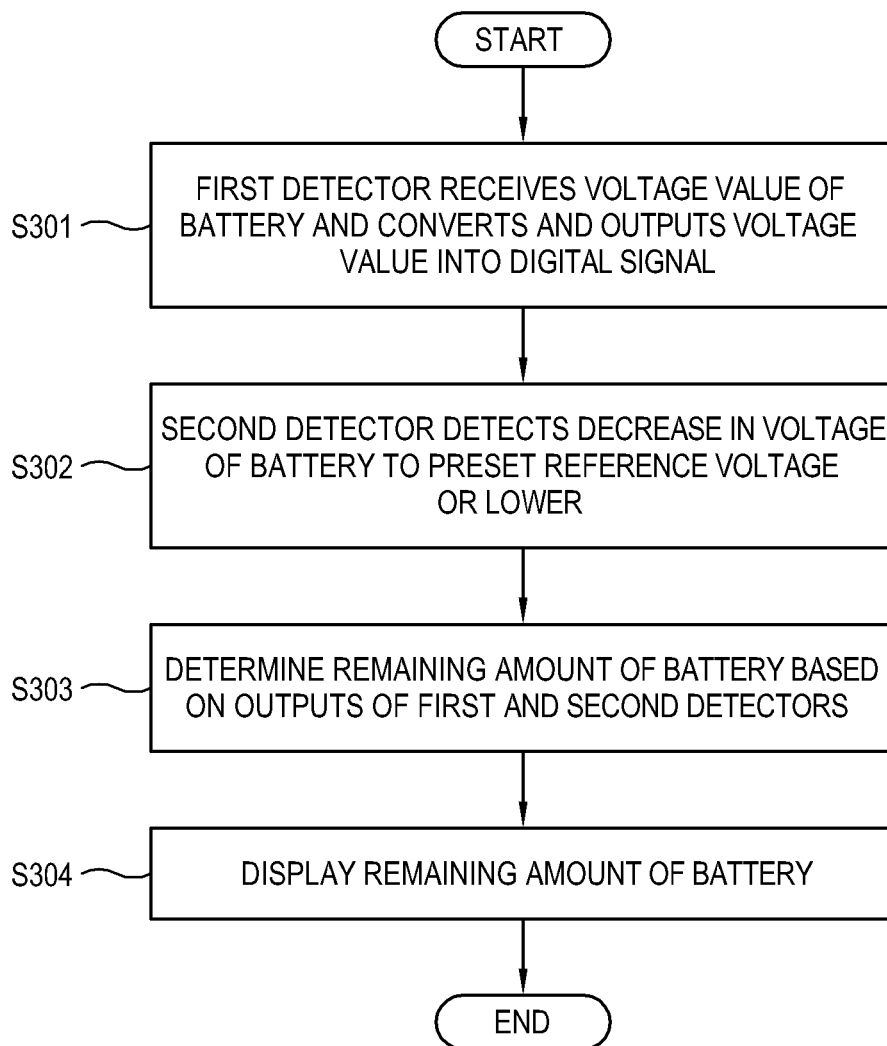 START
S301
FIRST DETECTOR RECEIVES VOLTAGE VALUE OF
BATTERY AND CONVERTS AND OUTPUTS VOLTAGE
VALUE INTO DIGITAL SIGNAL
S302
SECOND DETECTOR DETECTS DECREASE IN VOLTAGE
OF BATTERY TO PRESET REFERENCE VOLTAGE
OR LOWER
S303
DETERMINE REMAINING AMOUNT OF BATTERY BASED
ON OUTPUTS OF FIRST AND SECOND DETECTORS
S304
DISPLAY REMAINING AMOUNT OF BATTERY
END